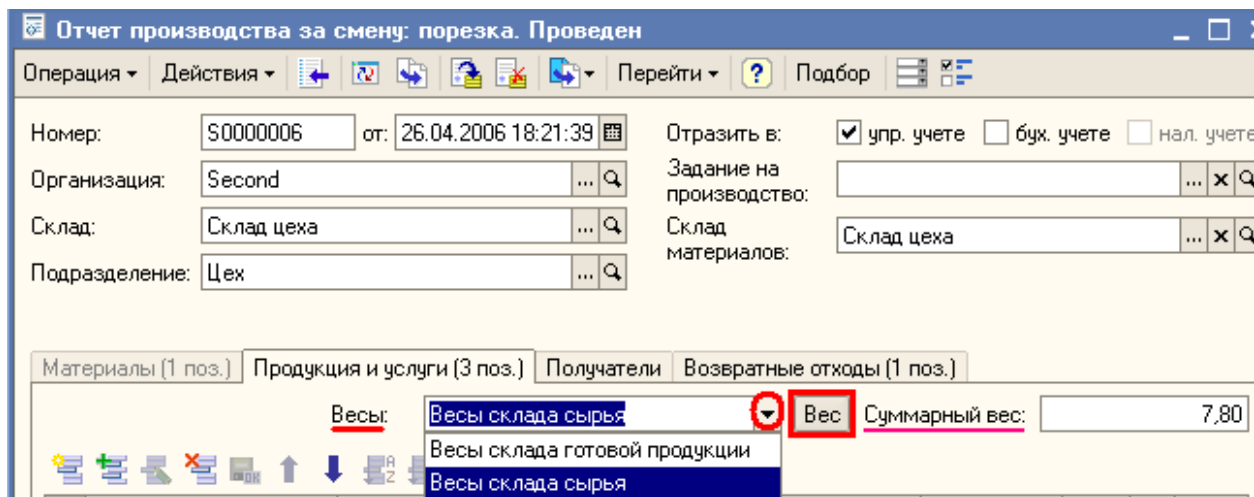 Отчет производства за смену: порезка. Проведен
Операция Действия Перейти ? Подбор
Номер: S0000006 от: 26.04.2006 18:21:39 Отразить в: упр. учете бух. учете нал. учете
Организация: Second Задание на производство:
Склад: Склад цеха Склад материалов: Склад цеха
Подразделение: Цех
Материалы (1 поз.) Продукция и услуги (3 поз.) Получатели Возвратные отходы (1 поз.)
Весы: Весы склада сырья Вес Суммарный вес: 7,80
Весы склада готовой продукции
Весы склада сырья